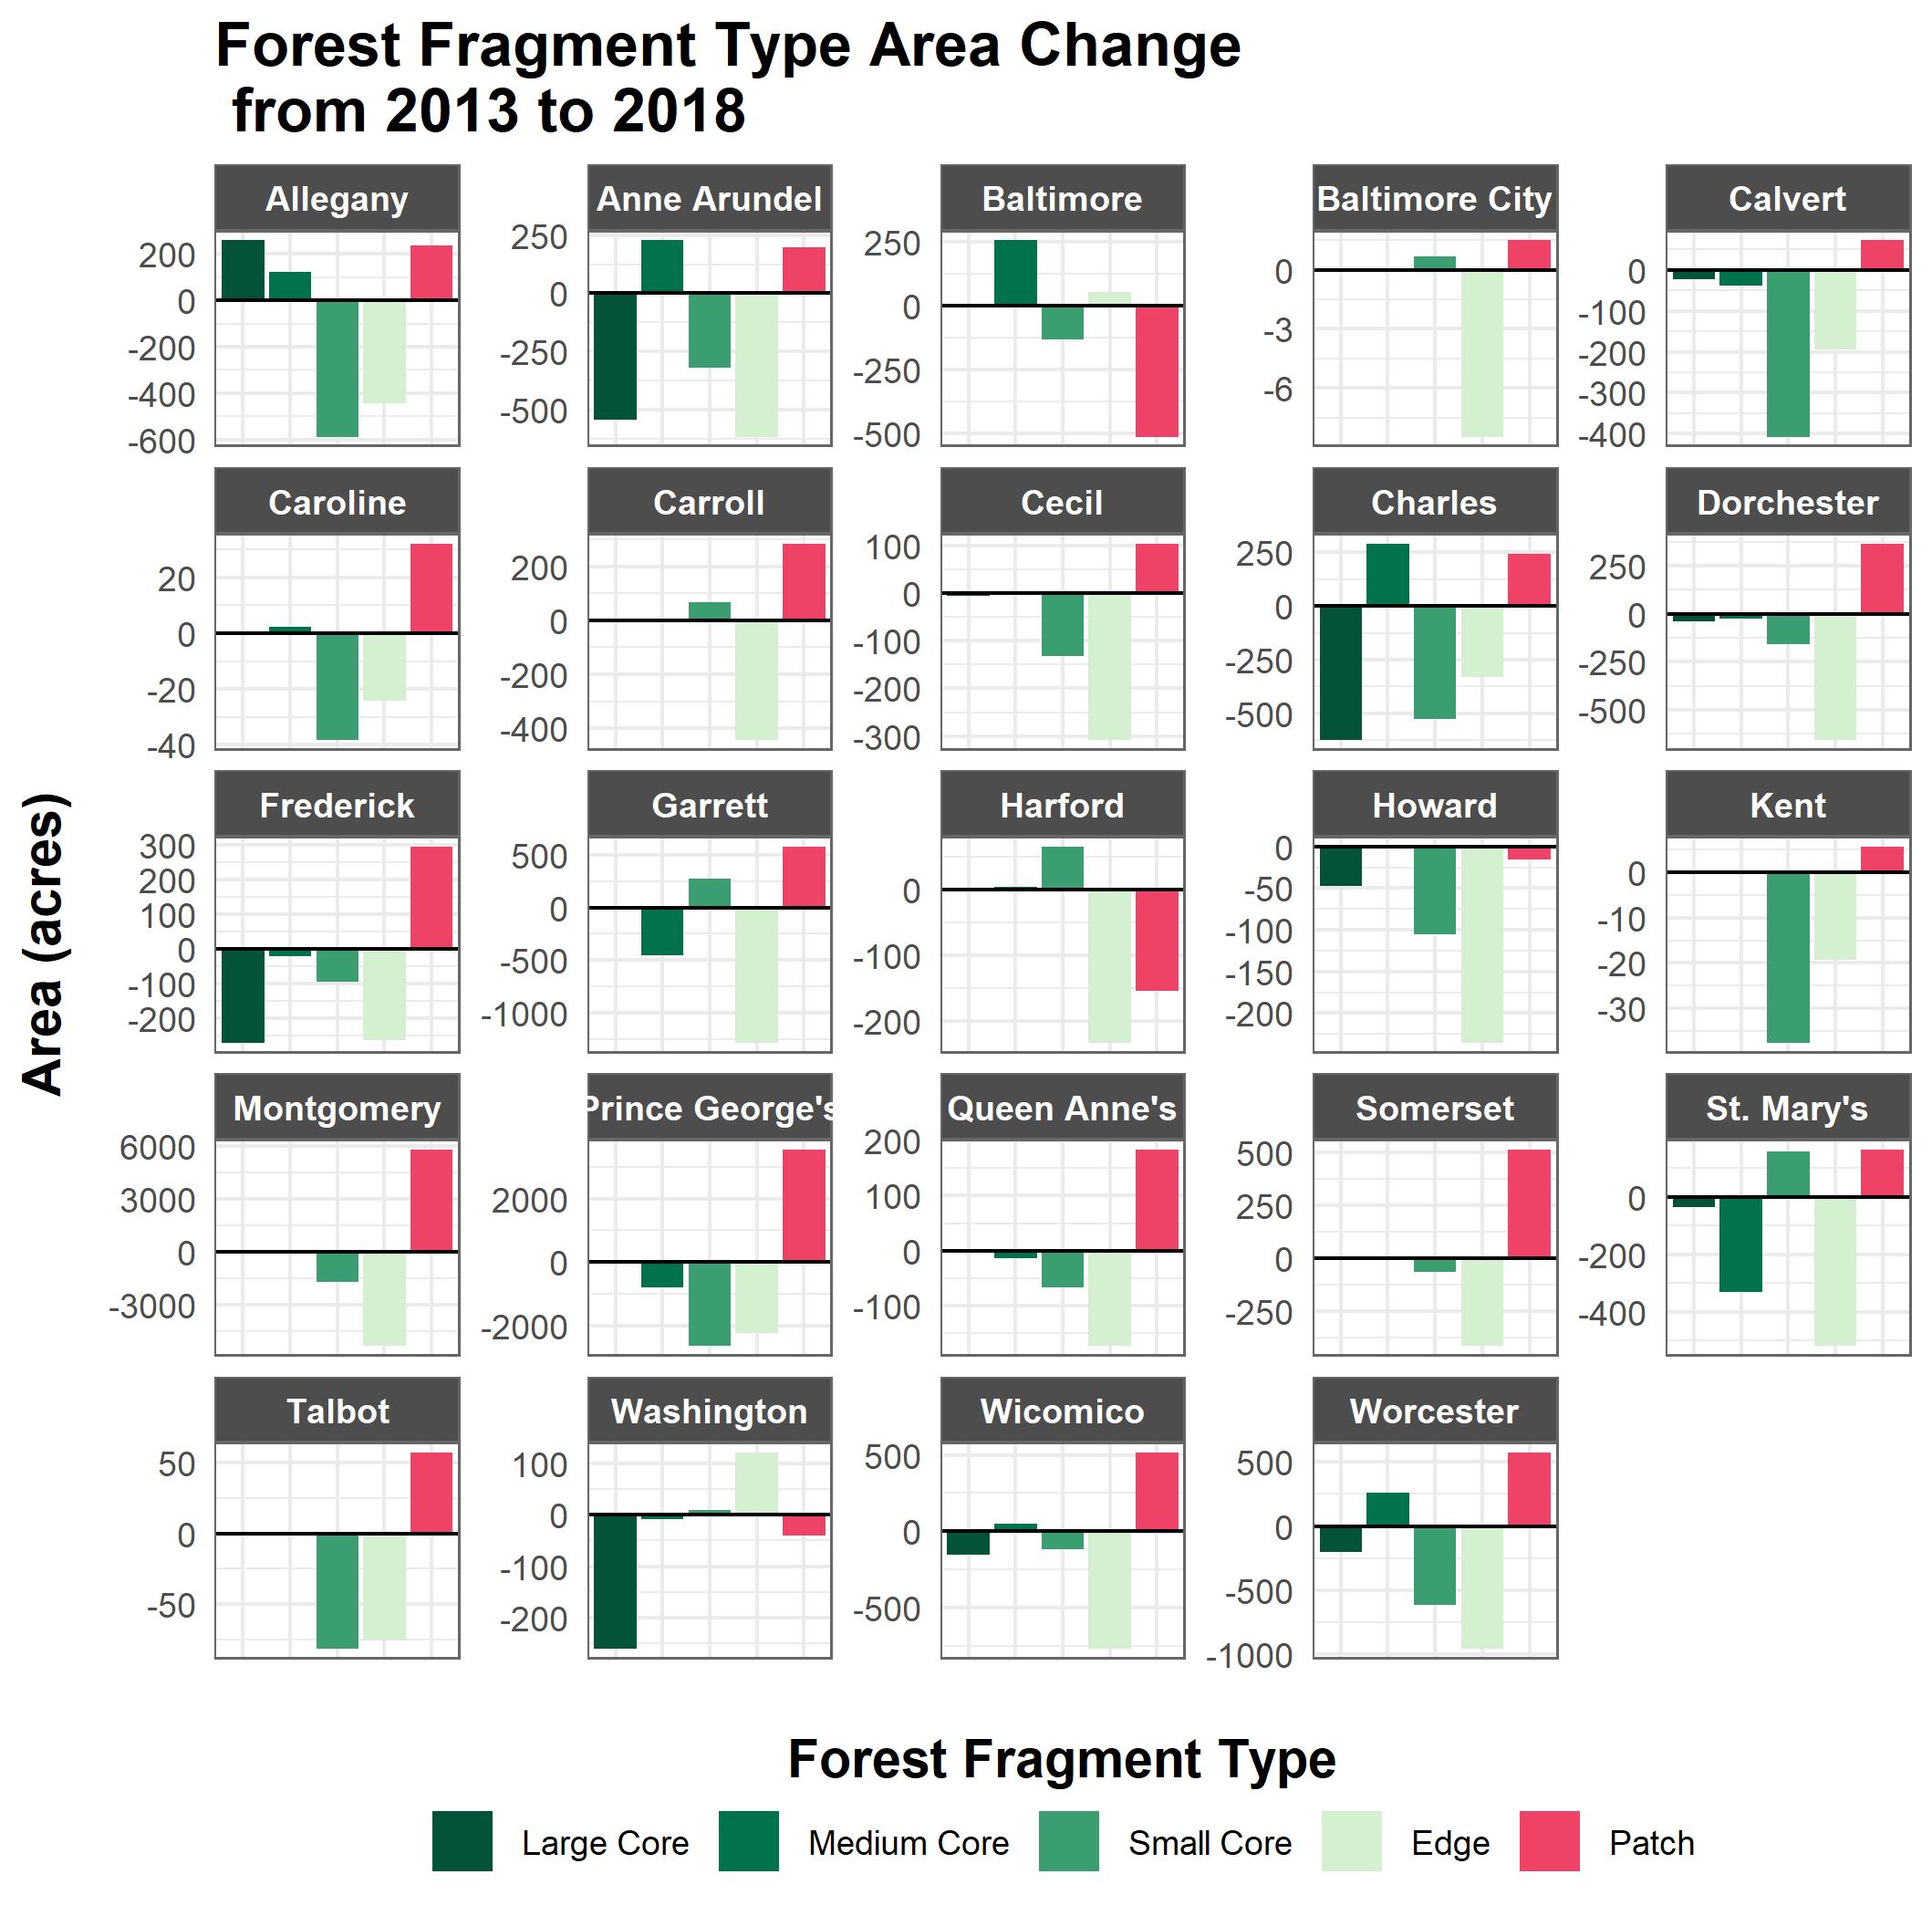 Forest Fragment Type Area Change
from 2013 to 2018
Allegany
Anne Arundel
Baltimore
Baltimore City
Calvert
200
0
-200
-400
-600
250
0
-250
-500
250
0
-250
-500
0
-3
-6
0
-100
-200
-300
-400
Caroline
Carroll
Cecil
Charles
Dorchester
20
0
-20
-40
200
0
-200
-400
100
0
-100
-200
-300
250
0
-250
-500
250
0
-250
-500
Area (acres)
Frederick
Garrett
Harford
Howard
Kent
300
200
100
0
-100
-200
500
0
-500
-1000
0
-100
-200
0
-50
-100
-150
-200
0
-10
-20
-30
Montgomery
Prince George's
Queen Anne's
Somerset
St. Mary's
6000
3000
0
-3000
2000
0
-2000
200
100
0
-100
500
250
0
-250
0
-200
-400
Talbot
Washington
Wicomico
Worcester
50
0
-50
100
0
-100
-200
500
0
-500
500
0
-500
-1000
Forest Fragment Type
Large Core
Medium Core
Small Core
Edge
Patch